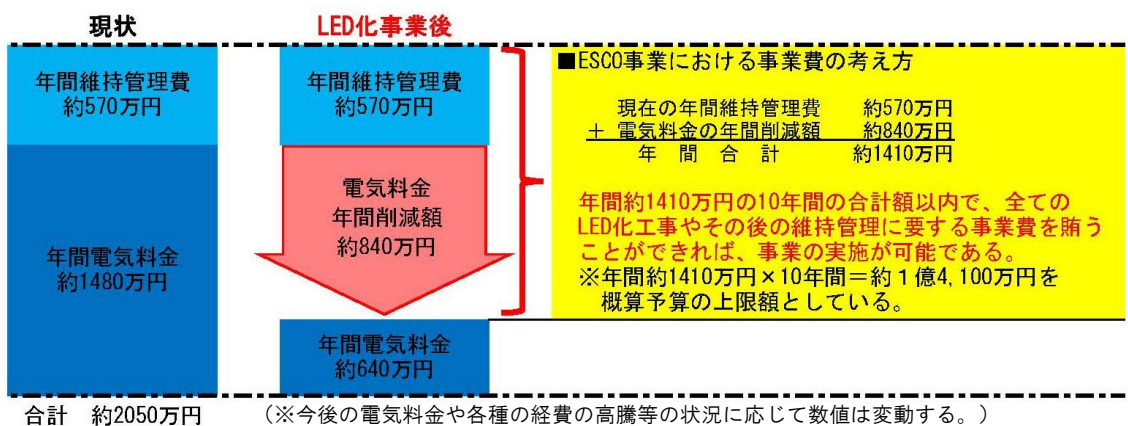 現状
年間維持管理費
約570万円
年間電気料金
約1480万円
合計 約2050万円
LED化事業後
年間維持管理費
約570万円
電気料金
年間削減額
約840万円
年間電気料金
約640万円
■ESCO事業における事業費の考え方
現在の年間維持管理費 約570万円
+ 電気料金の年間削減額 約840万円
年 間 合 計 約1410万円
年間約1410万円の10年間の合計額以内で、全ての
LED化工事やその後の維持管理に要する事業費を賄う
ことができれば、事業の実施が可能である。
※年間約1410万円×10年間=約1億4,100万円を
概算予算の上限額としている。
(※今後の電気料金や各種の経費の高騰等の状況に応じて数値は変動する。)